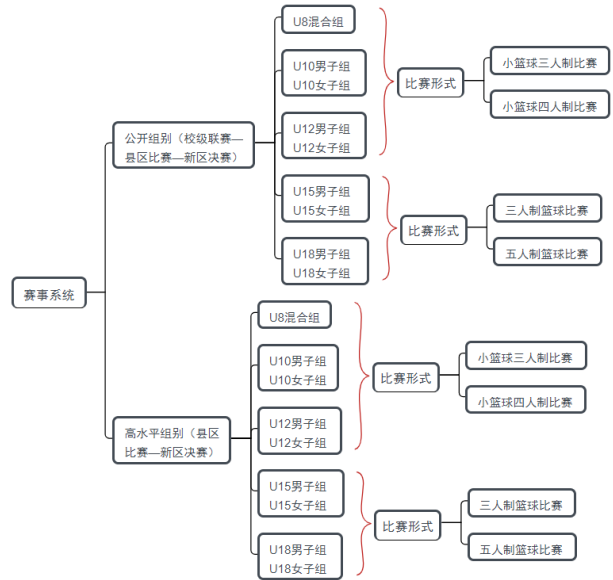 赛事系统
公开组别（校级联赛—
县区比赛—新区决赛）
U8混合组
U10男子组
U10女子组
U12男子组
U12女子组
比赛形式
小篮球三人制比赛
小篮球四人制比赛
U15男子组
U15女子组
U18男子组
U18女子组
比赛形式
三人制篮球比赛
五人制篮球比赛
高水平组别（县区
比赛—新区决赛）
U8混合组
U10男子组
U10女子组
U12男子组
U12女子组
比赛形式
小篮球三人制比赛
小篮球四人制比赛
U15男子组
U15女子组
U18男子组
U18女子组
比赛形式
三人制篮球比赛
五人制篮球比赛